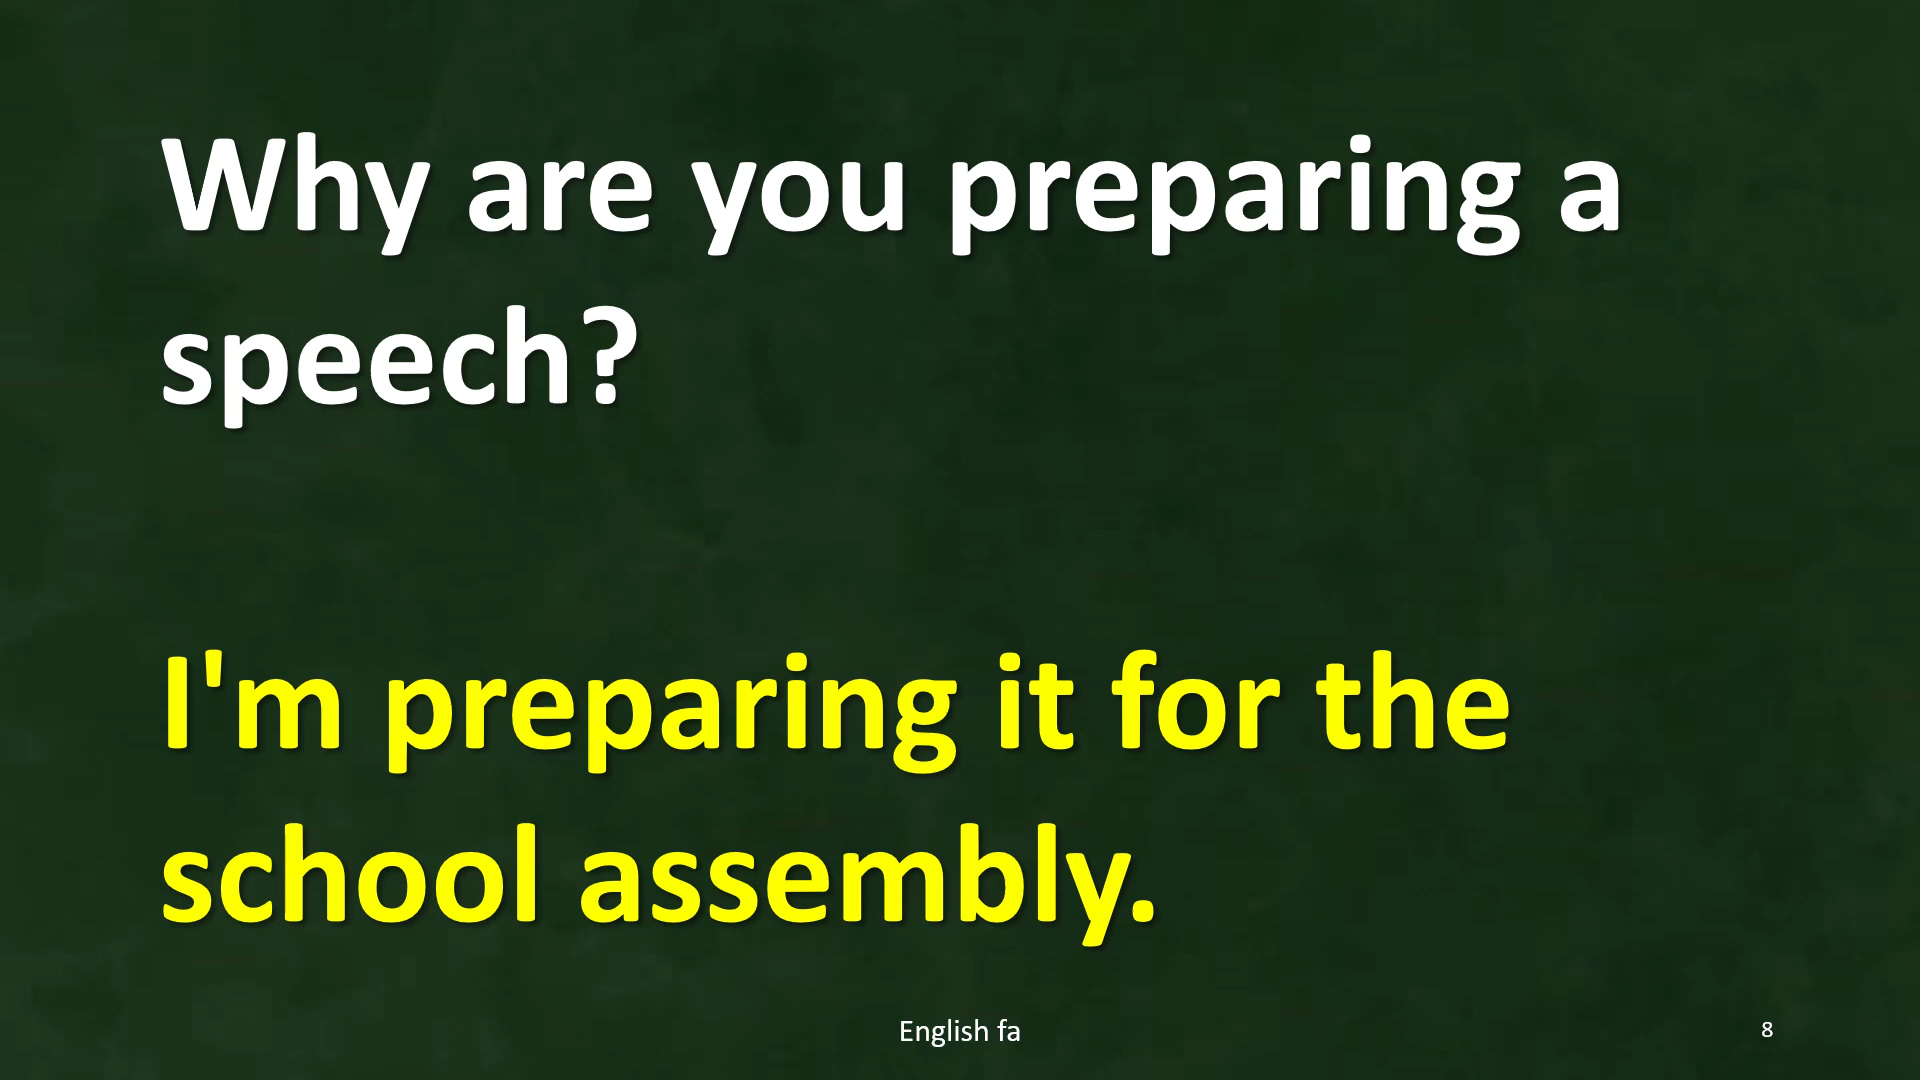 Why are you preparing a
speech?
I'm preparing it for the
school assembly.
English fa
8